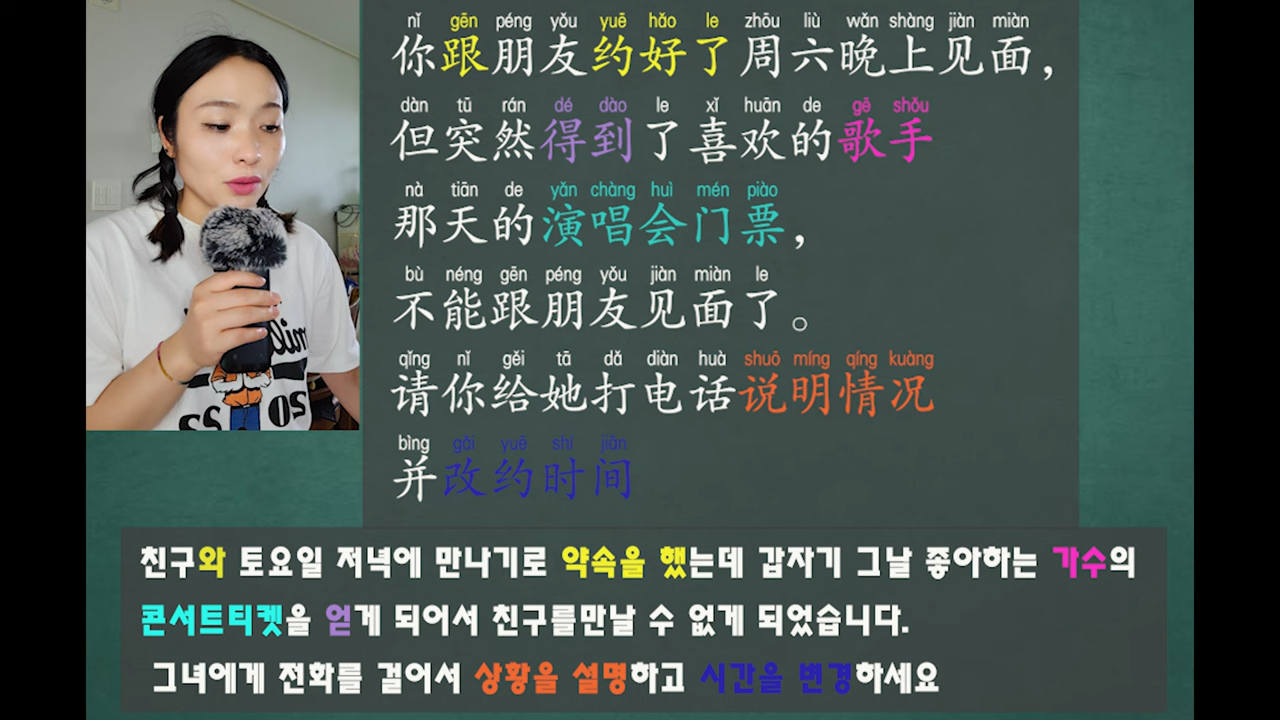 nǐ gēn péng yǒu yuē hǎo le zhōu liù wǎn shàng jiàn miàn
你跟朋友约好了周六晚上见面，
dàn tū rán dé dào le xǐ huān de gē shǒu
但突然得到了喜欢的歌手
nà tiān de yǎn chàng huì mén piào
那天的演唱会门票，
bù néng gēn péng yǒu jiàn miàn le
不能跟朋友见面了。
qǐng nǐ gěi tā dǎ diàn huà shuō míng qíng kuàng
请你给她打电话说明情况
bìng gǎi yuē shí jiān
并改约时间
친구와 토요일 저녁에 만나기로 약속을 했는데 갑자기 그날 좋아하는 가수의
콘서트티켓을 얻게 되어서 친구를만날 수 없게 되었습니다.
그녀에게 전화를 걸어서 상황을 설명하고 시간을 변경하세요